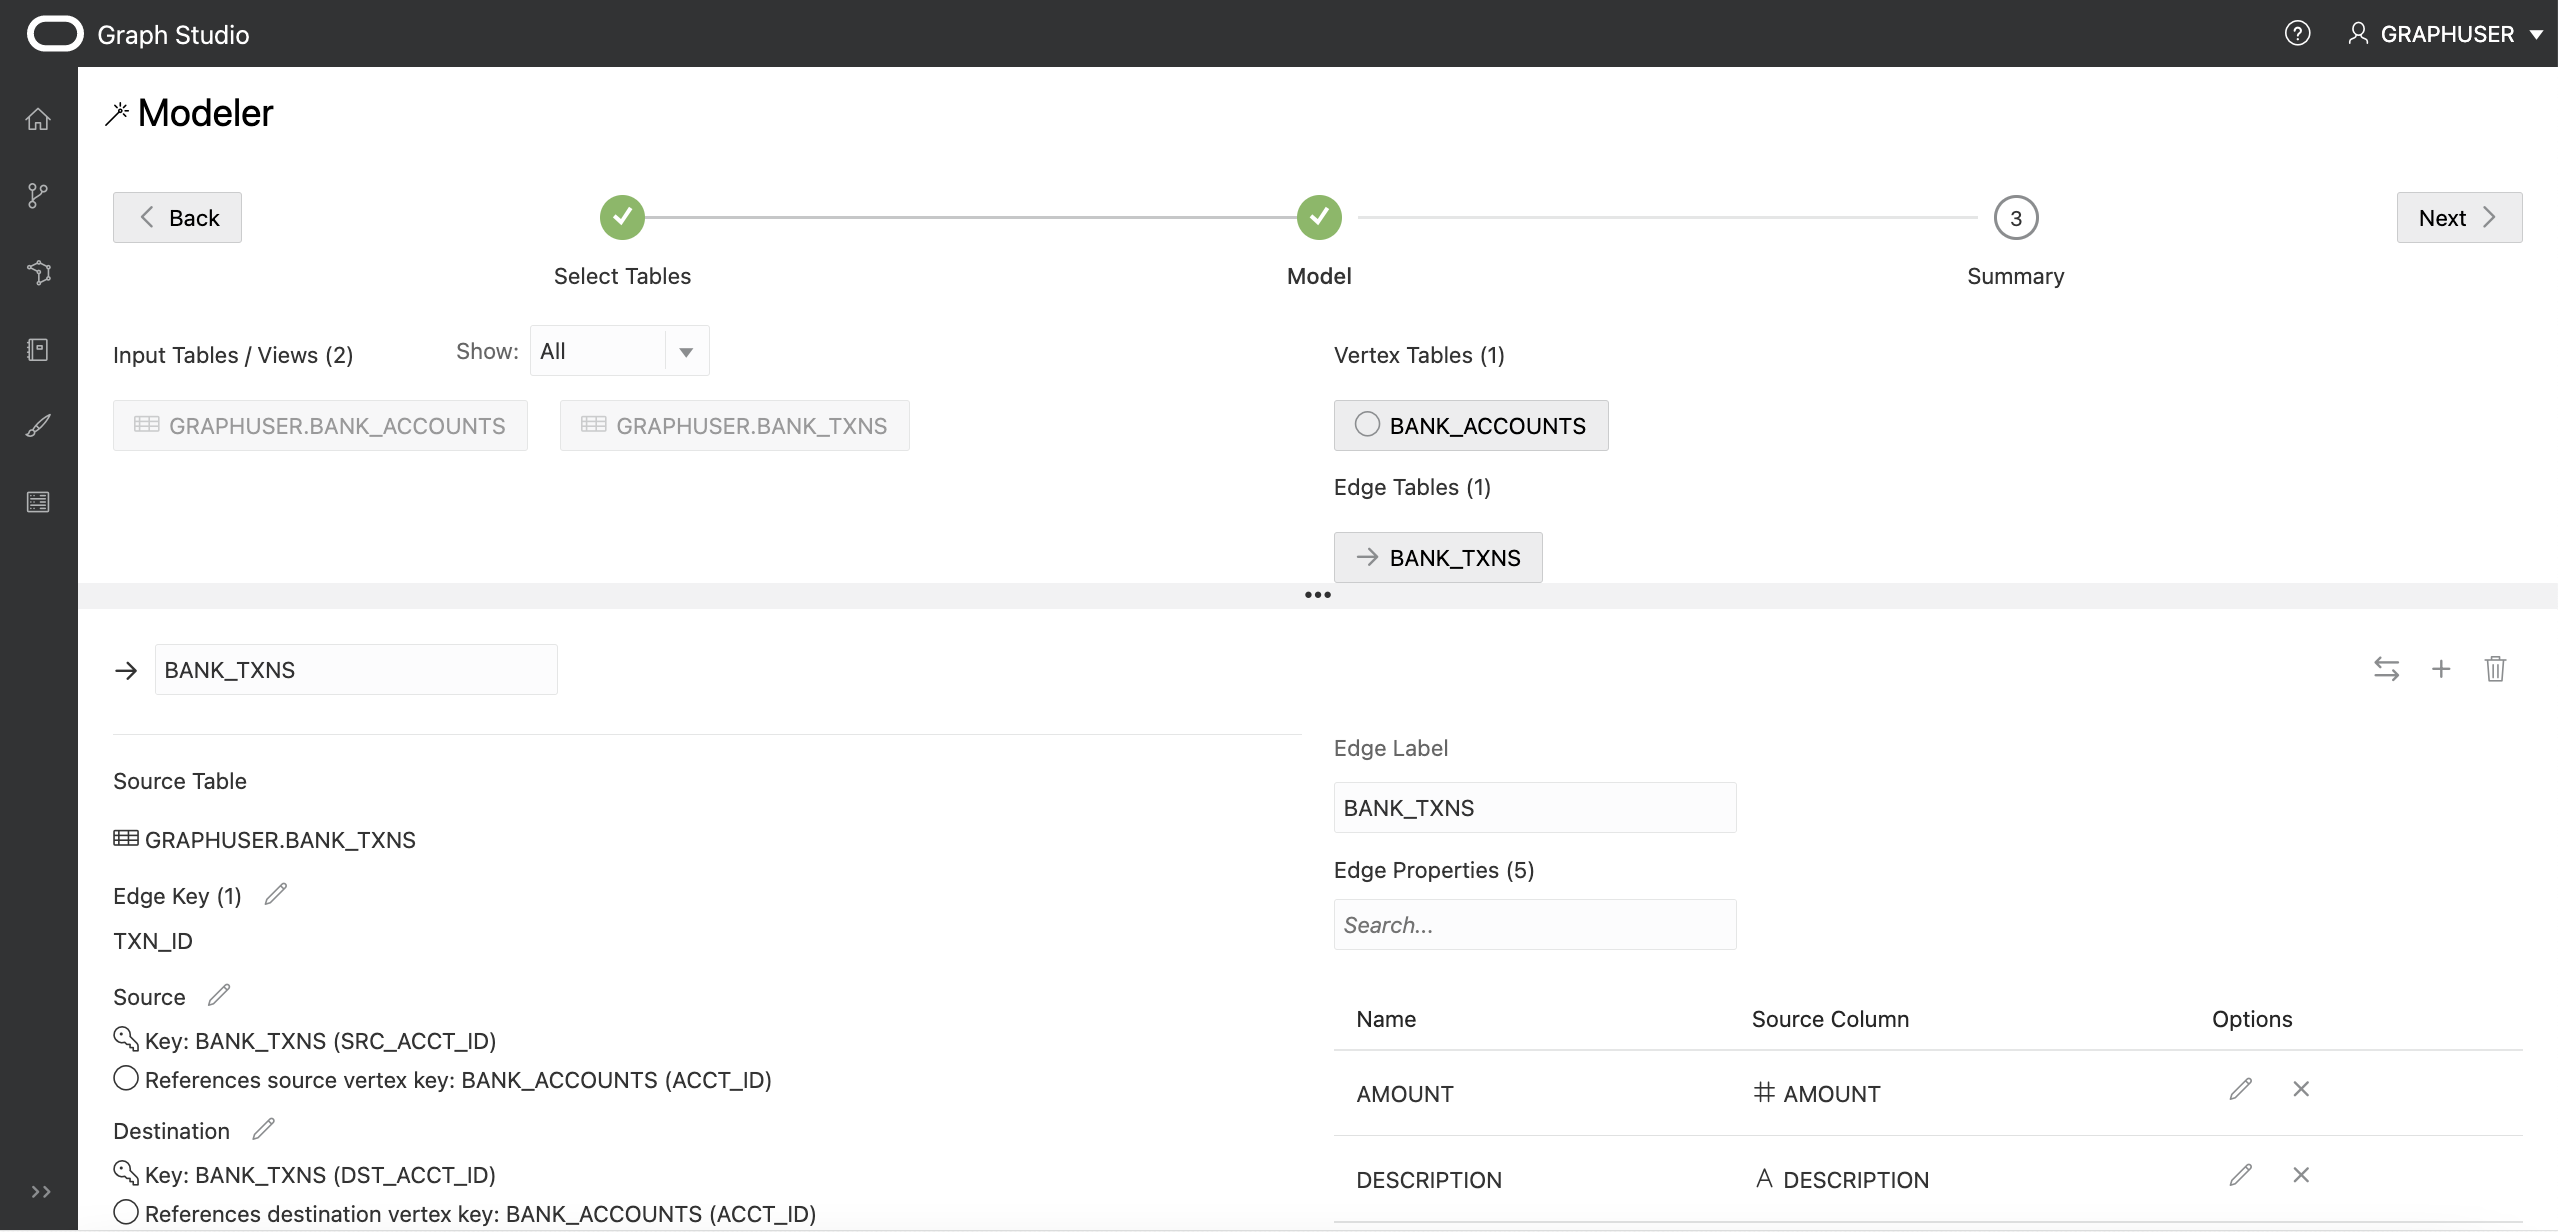 Graph Studio
GRAPHUSER
Modeler
Back
Next
3
Select Tables
Model
Summary
Input Tables / Views (2)
Show:
All
GRAPHUSER.BANK_ACCOUNTS
GRAPHUSER.BANK_TXNS
Vertex Tables (1)
BANK_ACCOUNTS
Edge Tables (1)
BANK_TXNS
BANK_TXNS
Source Table
GRAPHUSER.BANK_TXNS
Edge Key (1)
TXN_ID
Source
Key: BANK_TXNS (SRC_ACCT_ID)
References source vertex key: BANK_ACCOUNTS (ACCT_ID)
Destination
Key: BANK_TXNS (DST_ACCT_ID)
References destination vertex key: BANK_ACCOUNTS (ACCT_ID)
Edge Label
BANK_TXNS
Edge Properties (5)
Search...
Name Source Column Options
AMOUNT # AMOUNT
DESCRIPTION A DESCRIPTION